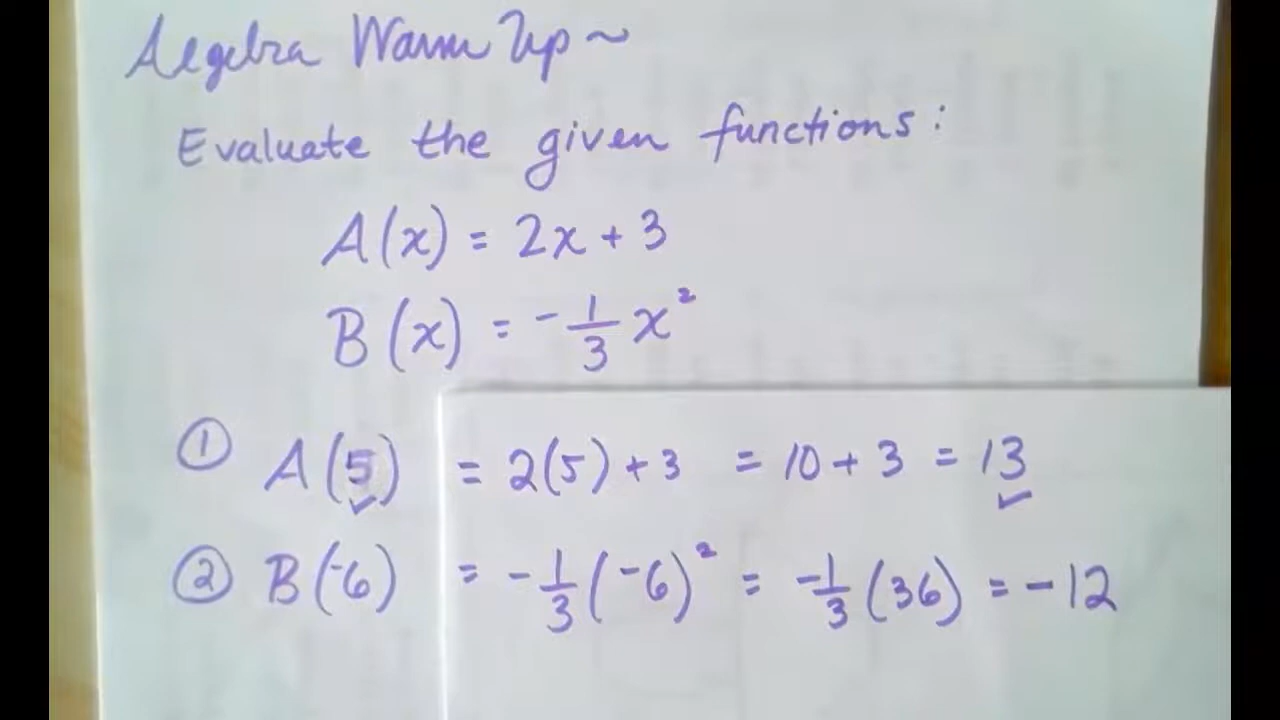 Algebra Warm Up ~
Evaluate the given functions:
A(x) = 2x + 3
B(x) = -1/3 x²
① A(5) = 2(5) + 3 = 10 + 3 = 13
② B(-6) = -1/3 (-6)² = -1/3 (36) = -12